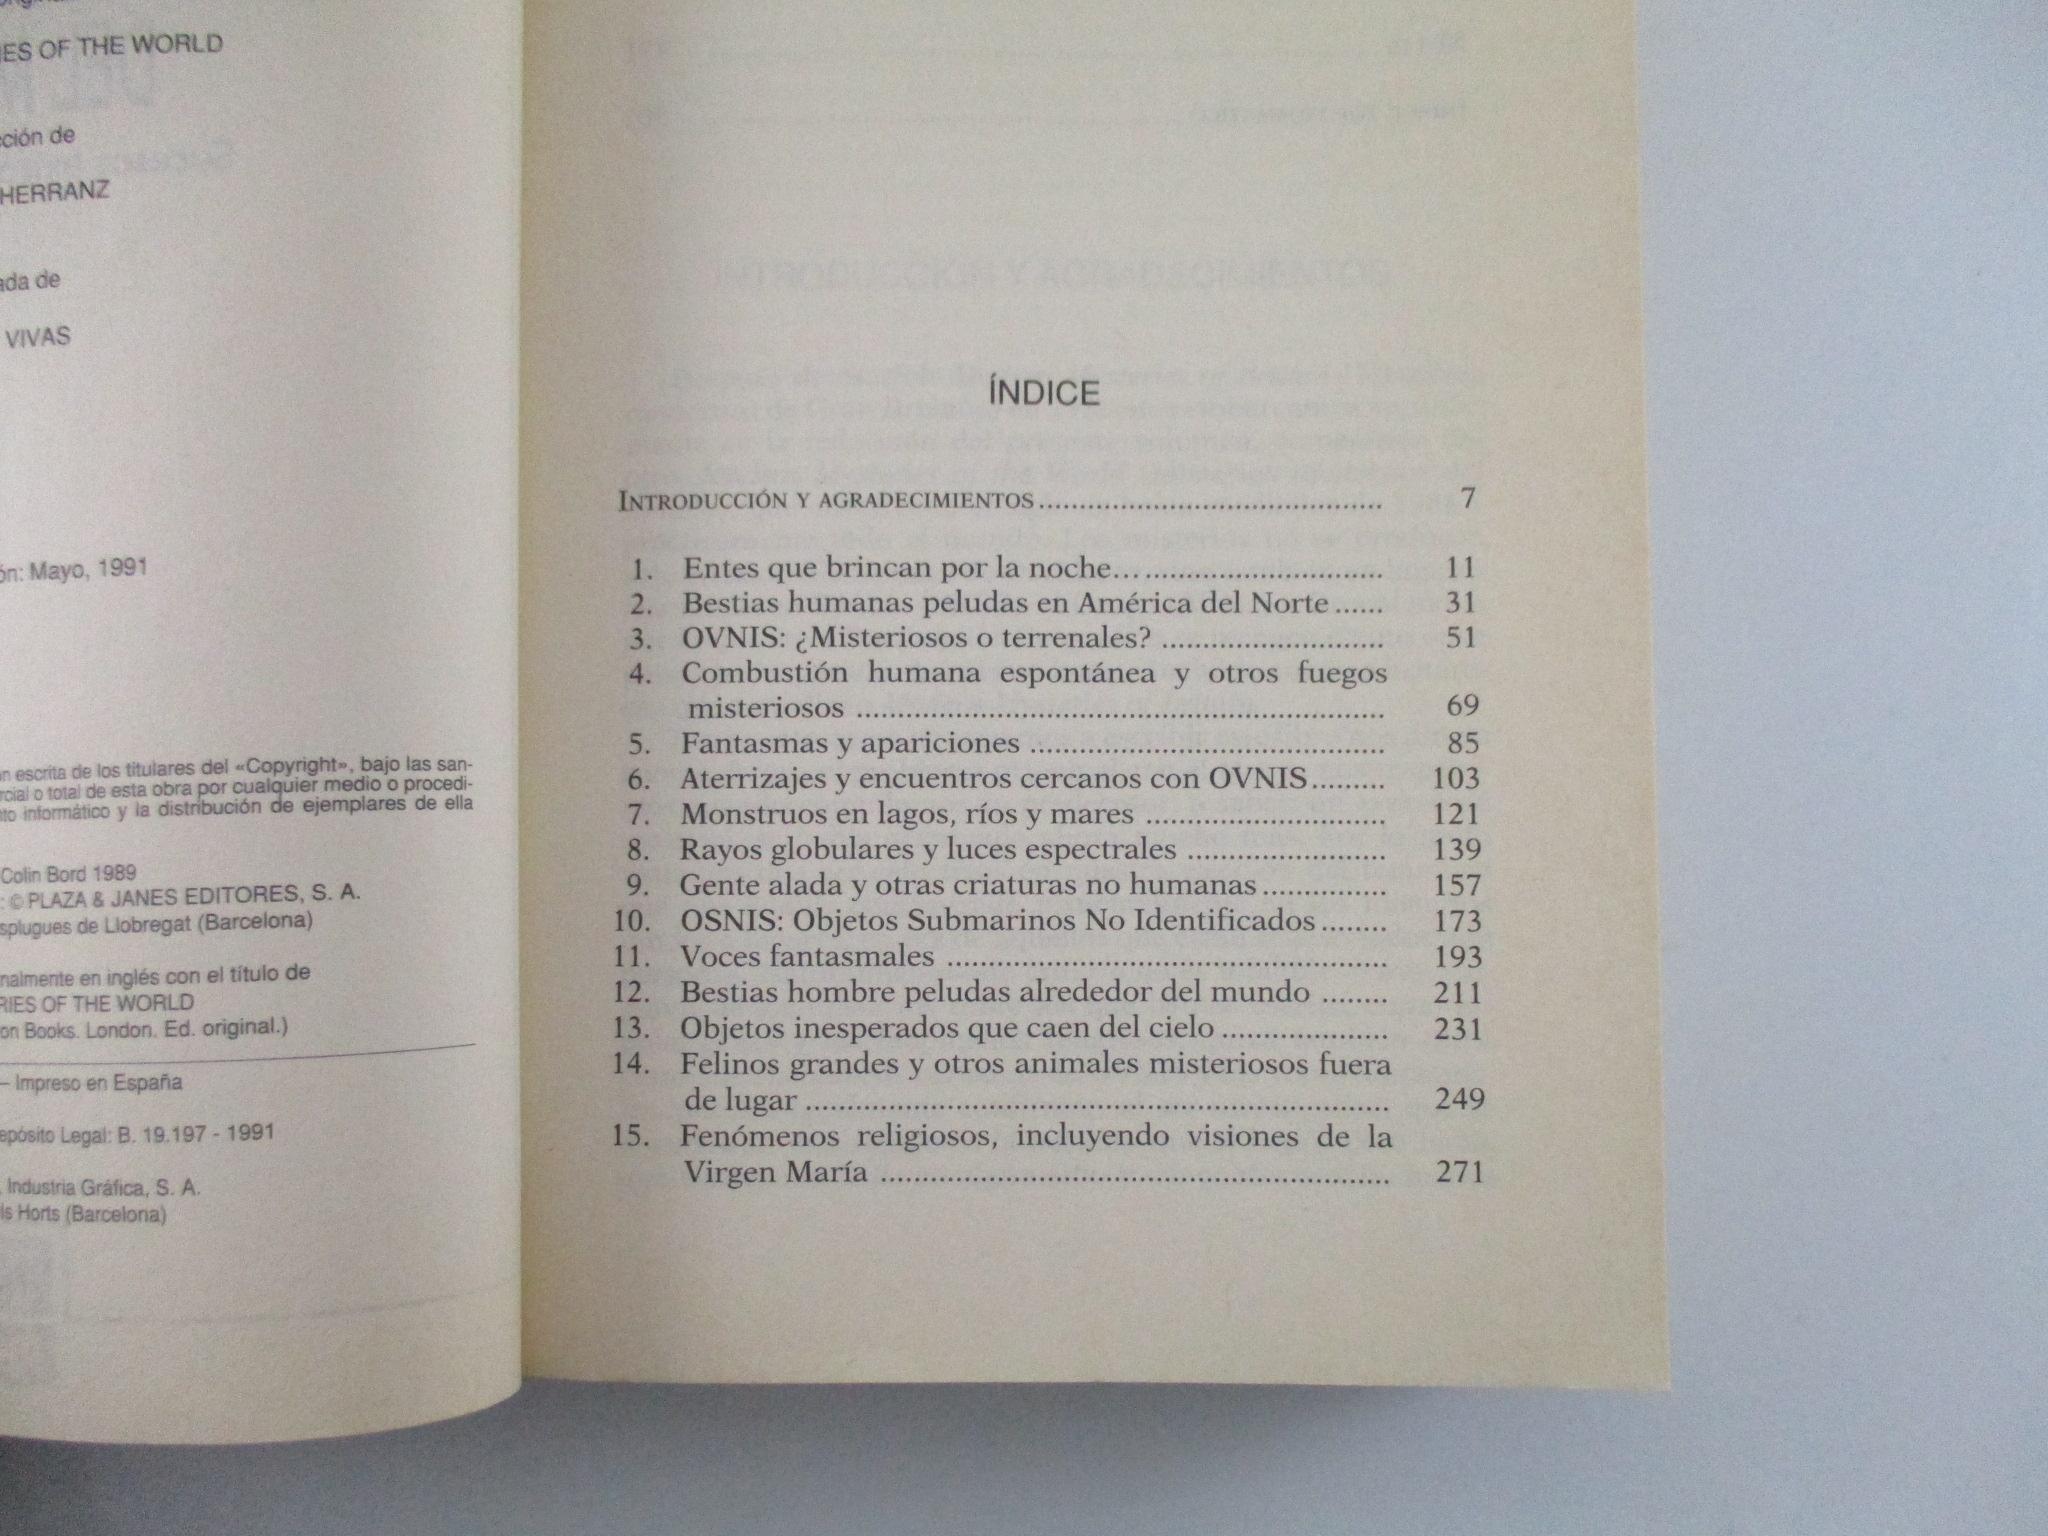 IES OF THE WORLD
cción de
HERRANZ
ada de
VIVAS
ón: Mayo, 1991
n escrita de los titulares del «Copyright», bajo las san-
rcial o total de esta obra por cualquier medio o procedi-
nto informático y la distribución de ejemplares de ella
Colin Bord 1989
: © PLAZA & JANES EDITORES, S. A.
splugues de Llobregat (Barcelona)
nalmente en inglés con el título de
RIES OF THE WORLD
on Books. London. Ed. original.)
– Impreso en España
epósito Legal: B. 19.197 - 1991
. Industria Gráfica, S. A.
ls Horts (Barcelona)
ÍNDICE
INTRODUCCIÓN Y AGRADECIMIENTOS.......................................... 7
1. Entes que brincan por la noche................................. 11
2. Bestias humanas peludas en América del Norte...... 31
3. OVNIS: ¿Misteriosos o terrenales? ........................... 51
4. Combustión humana espontánea y otros fuegos
misteriosos ................................................................ 69
5. Fantasmas y apariciones ........................................... 85
6. Aterrizajes y encuentros cercanos con OVNIS......... 103
7. Monstruos en lagos, ríos y mares ............................. 121
8. Rayos globulares y luces espectrales ........................ 139
9. Gente alada y otras criaturas no humanas............... 157
10. OSNIS: Objetos Submarinos No Identificados........ 173
11. Voces fantasmales ..................................................... 193
12. Bestias hombre peludas alrededor del mundo ........ 211
13. Objetos inesperados que caen del cielo.................... 231
14. Felinos grandes y otros animales misteriosos fuera
de lugar....................................................................... 249
15. Fenómenos religiosos, incluyendo visiones de la
Virgen María .............................................................. 271